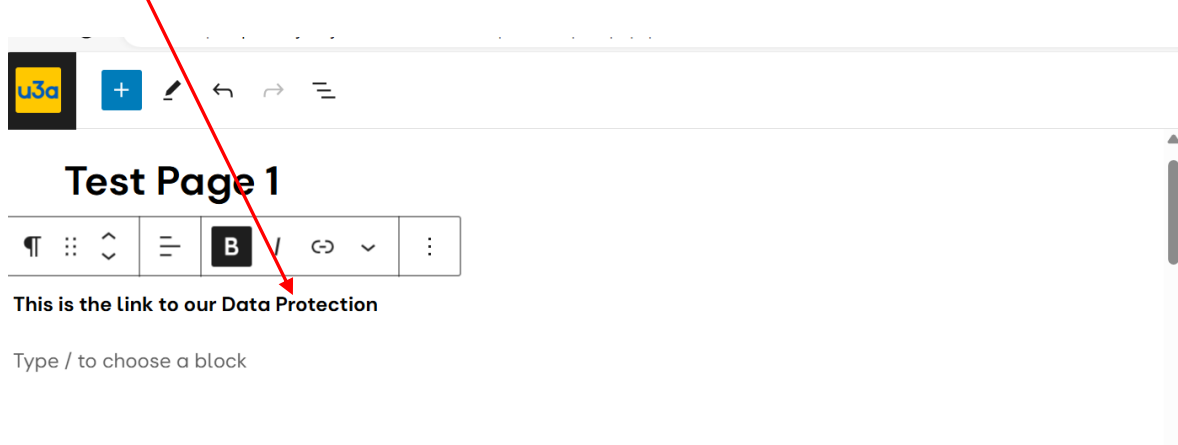 u3a
Test Page 1
B I
This is the link to our Data Protection
Type / to choose a block